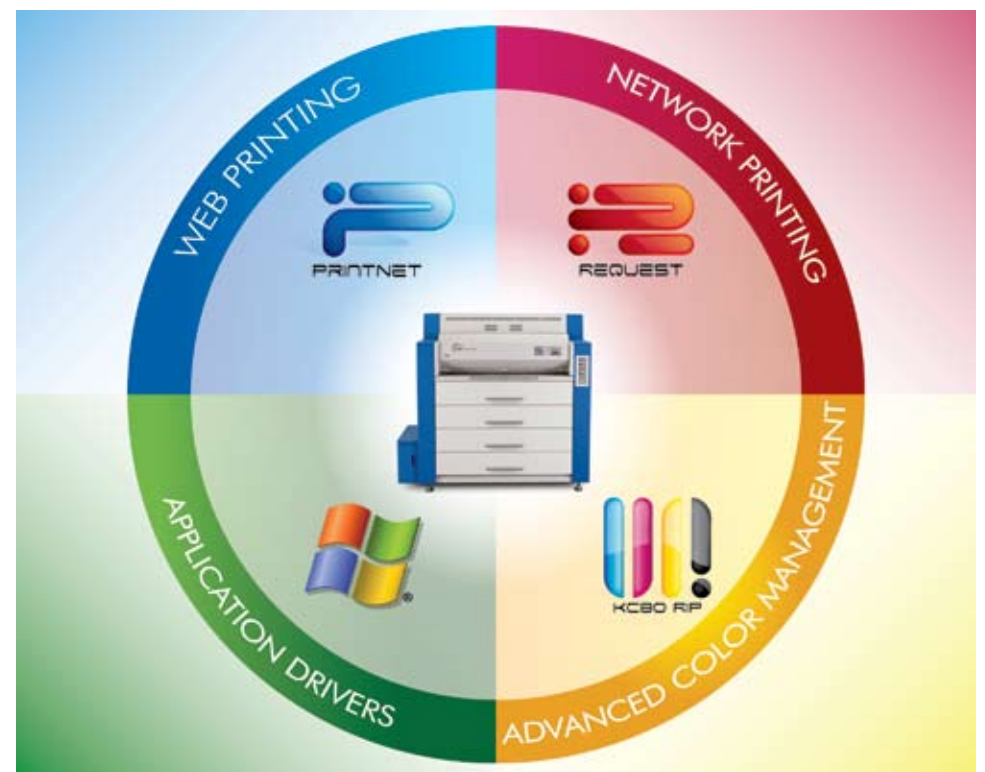 WEB PRINTING
NETWORK PRINTING
PRINTNET
REQUEST
APPLICATION DRIVERS
®
KC80 RIP
ADVANCED COLOR MANAGEMENT